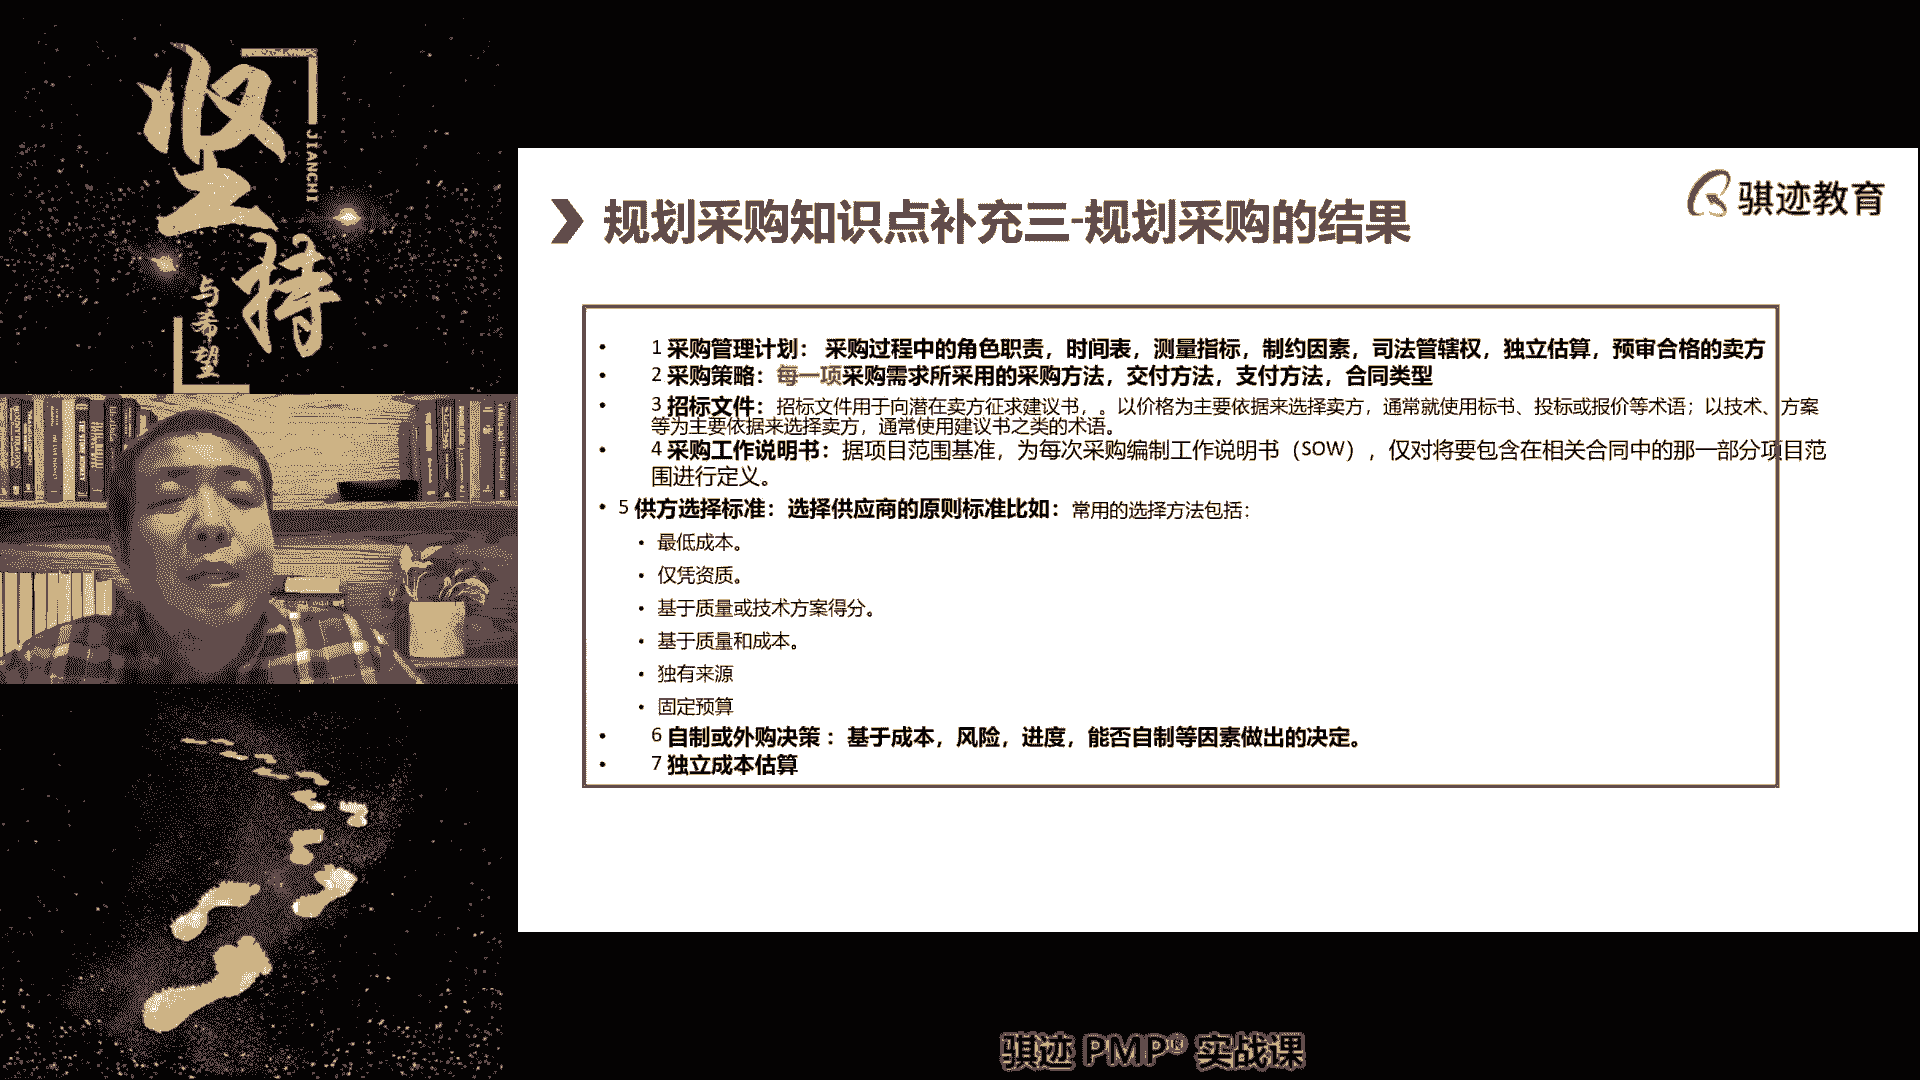 坚持
JIANCHI
与希望
骐迹教育
规划采购知识点补充三-规划采购的结果
• 1 采购管理计划： 采购过程中的角色职责，时间表，测量指标，制约因素，司法管辖权，独立估算，预审合格的卖方
• 2 采购策略：每一项采购需求所采用的采购方法，交付方法，支付方法，合同类型
• 3 招标文件：招标文件用于向潜在卖方征求建议书，。以价格为主要依据来选择卖方，通常就使用标书、投标或报价等术语；以技术、方案
等为主要依据来选择卖方，通常使用建议书之类的术语。
• 4 采购工作说明书：据项目范围基准，为每次采购编制工作说明书（SOW），仅对将要包含在相关合同中的那一部分项目范
围进行定义。
• 5 供方选择标准：选择供应商的原则标准比如：常用的选择方法包括：
• 最低成本。
• 仅凭资质。
• 基于质量或技术方案得分。
• 基于质量和成本。
• 独有来源
• 固定预算
• 6 自制或外购决策 ：基于成本，风险，进度，能否自制等因素做出的决定。
• 7 独立成本估算
骐迹 PMP® 实战课